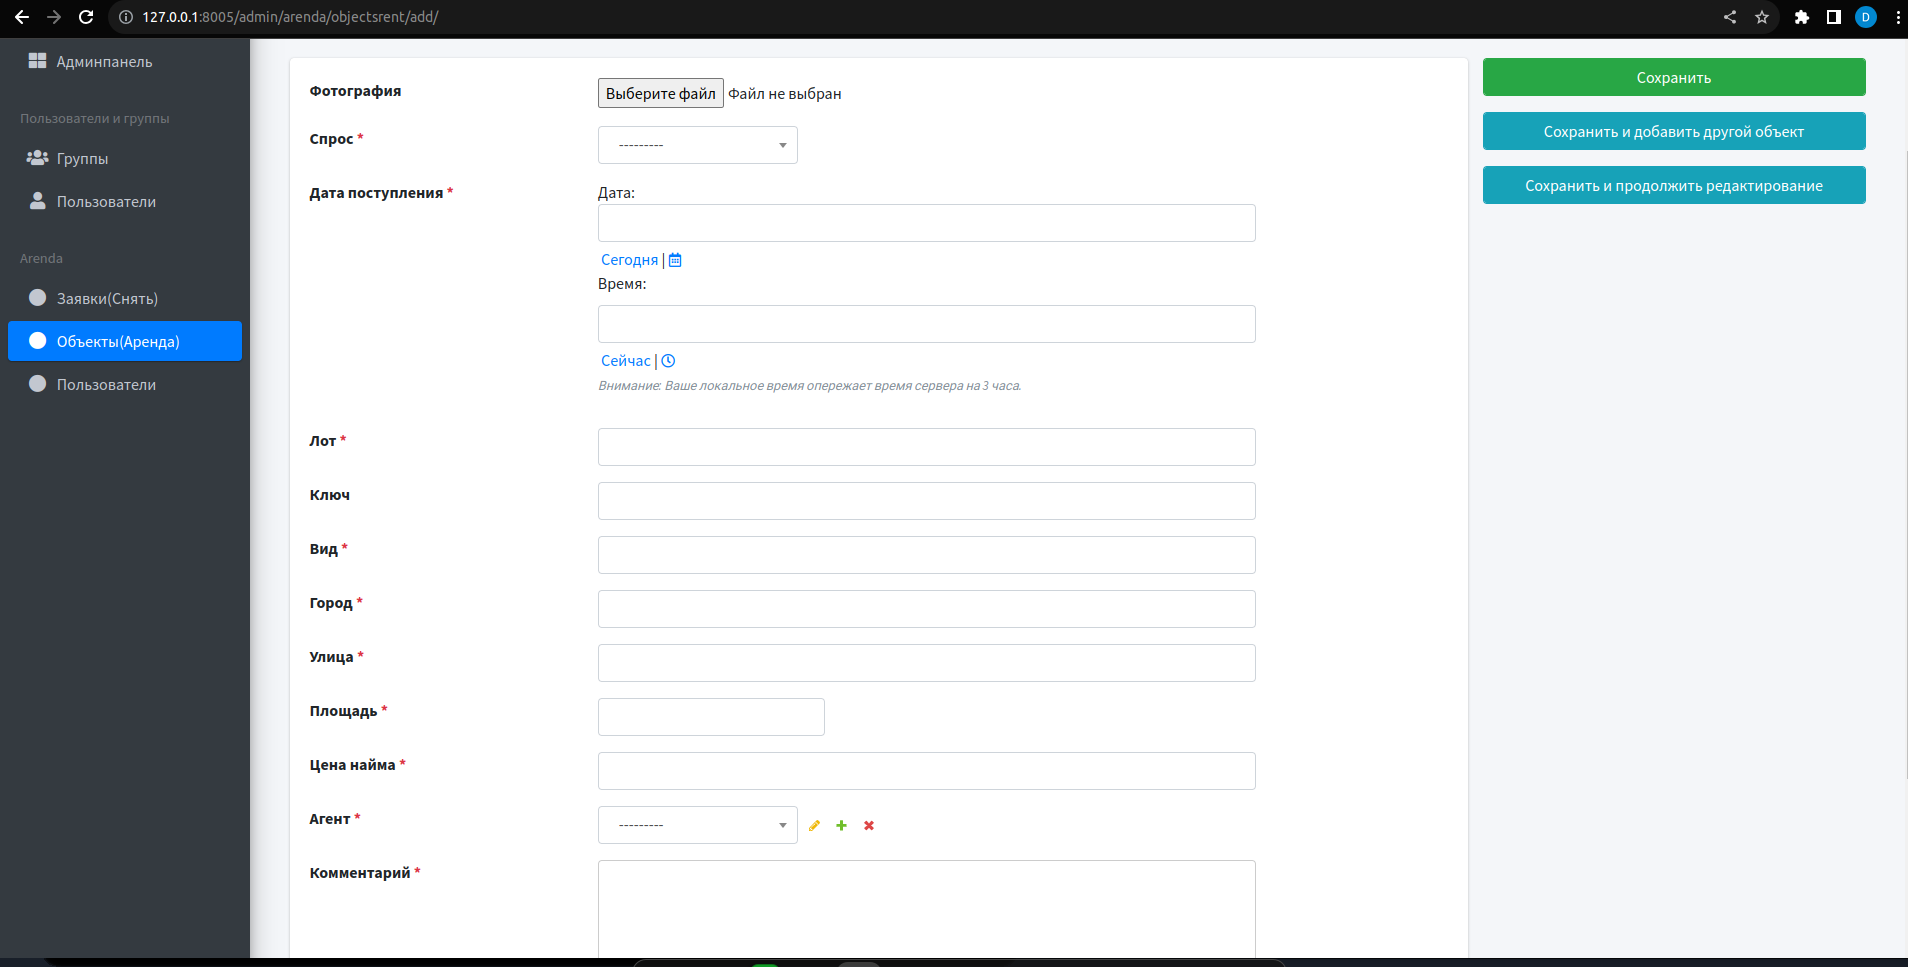 127.0.0.1:8005/admin/arenda/objectsrent/add/
D
Админпанель
Пользователи и группы
Группы
Пользователи
Arenda
Заявки(Снять)
Объекты(Аренда)
Пользователи
Фотография
Выберите файл Файл не выбран
Спрос *
---------
Дата поступления *
Дата:
Сегодня |
Время:
Сейчас |
Внимание: Ваше локальное время опережает время сервера на 3 часа.
Лот *
Ключ
Вид *
Город *
Улица *
Площадь *
Цена найма *
Агент *
---------
Комментарий *
Сохранить
Сохранить и добавить другой объект
Сохранить и продолжить редактирование